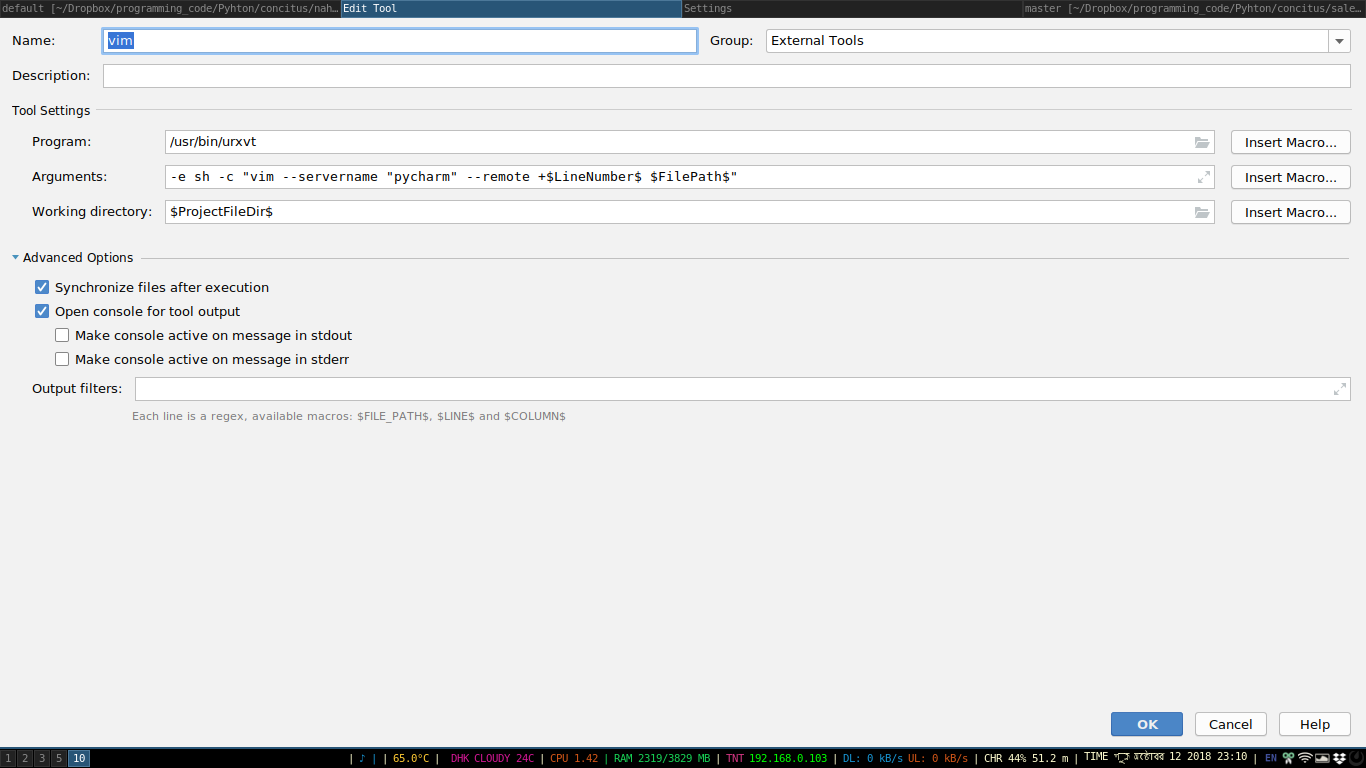 default [~/Dropbox/programming_code/Pyhton/concitus/nah… Edit Tool Settings master [~/Dropbox/programming_code/Pyhton/concitus/sale…
Name: vim Group: External Tools
Description:
Tool Settings
Program: /usr/bin/urxvt Insert Macro...
Arguments: -e sh -c "vim --servername "pycharm" --remote +$LineNumber$ $FilePath$" Insert Macro...
Working directory: $ProjectFileDir$ Insert Macro...
Advanced Options
Synchronize files after execution
Open console for tool output
Make console active on message in stdout
Make console active on message in stderr
Output filters:
Each line is a regex, available macros: $FILE_PATH$, $LINE$ and $COLUMN$
OK Cancel Help
1 2 3 5 10 | ♪ | | 65.0°C | DHK CLOUDY 24C | CPU 1.42 | RAM 2319/3829 MB | TNT 192.168.0.103 | DL: 0 kB/s UL: 0 kB/s | CHR 44% 51.2 m | TIME 12 2018 23:10 | EN